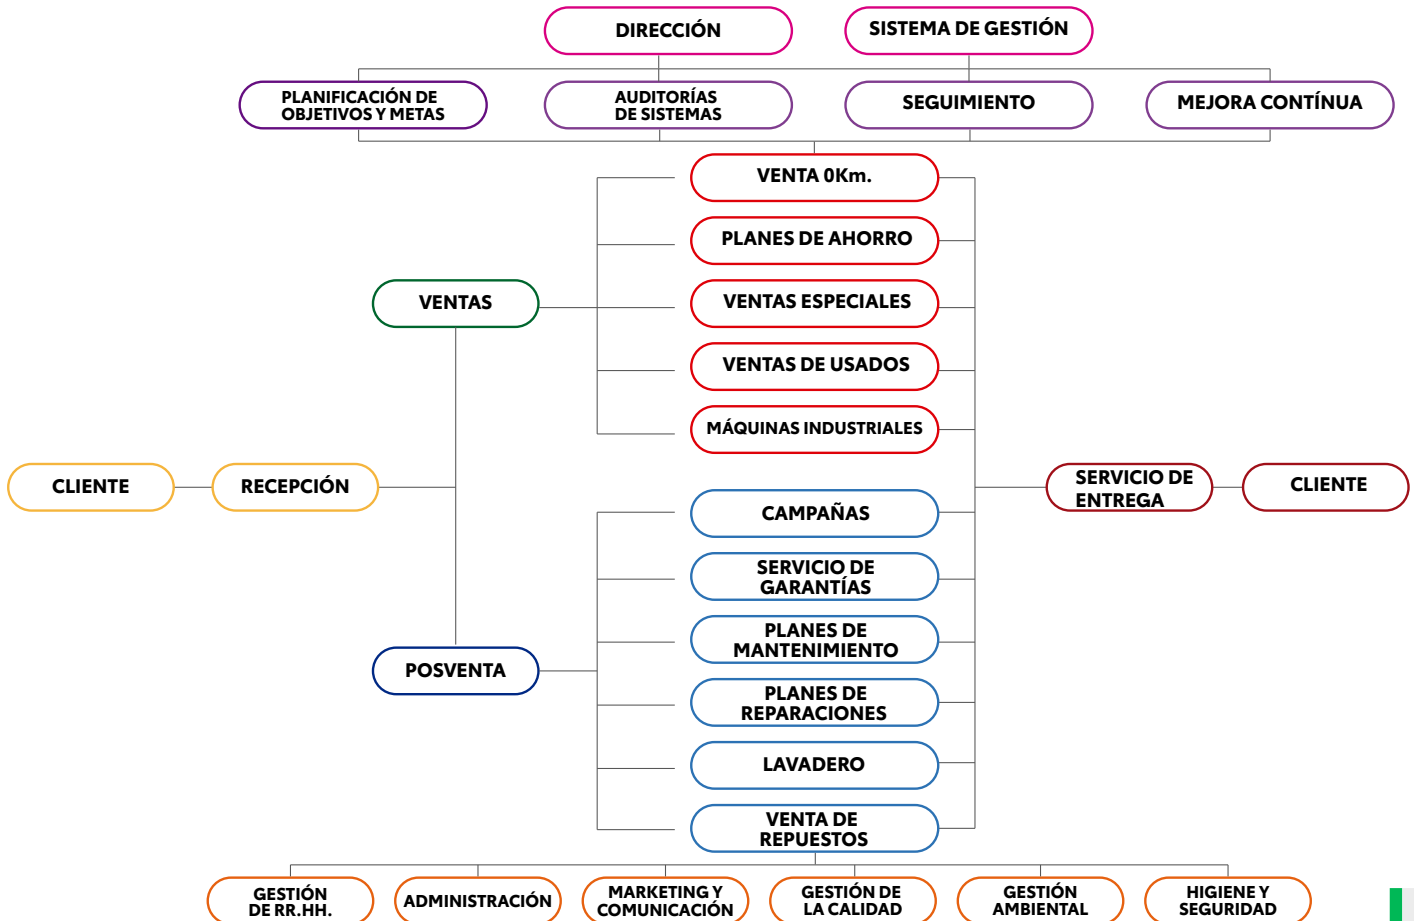 DIRECCIÓN
SISTEMA DE GESTIÓN
PLANIFICACIÓN DE
OBJETIVOS Y METAS
AUDITORÍAS
DE SISTEMAS
SEGUIMIENTO
MEJORA CONTÍNUA
VENTA 0Km.
PLANES DE AHORRO
VENTAS ESPECIALES
VENTAS DE USADOS
MÁQUINAS INDUSTRIALES
VENTAS
CLIENTE
RECEPCIÓN
POSVENTA
CAMPAÑAS
SERVICIO DE
GARANTÍAS
PLANES DE
MANTENIMIENTO
PLANES DE
REPARACIONES
LAVADERO
VENTA DE
REPUESTOS
SERVICIO DE
ENTREGA
CLIENTE
GESTIÓN
DE RR.HH.
ADMINISTRACIÓN
MARKETING Y
COMUNICACIÓN
GESTIÓN DE
LA CALIDAD
GESTIÓN
AMBIENTAL
HIGIENE Y
SEGURIDAD